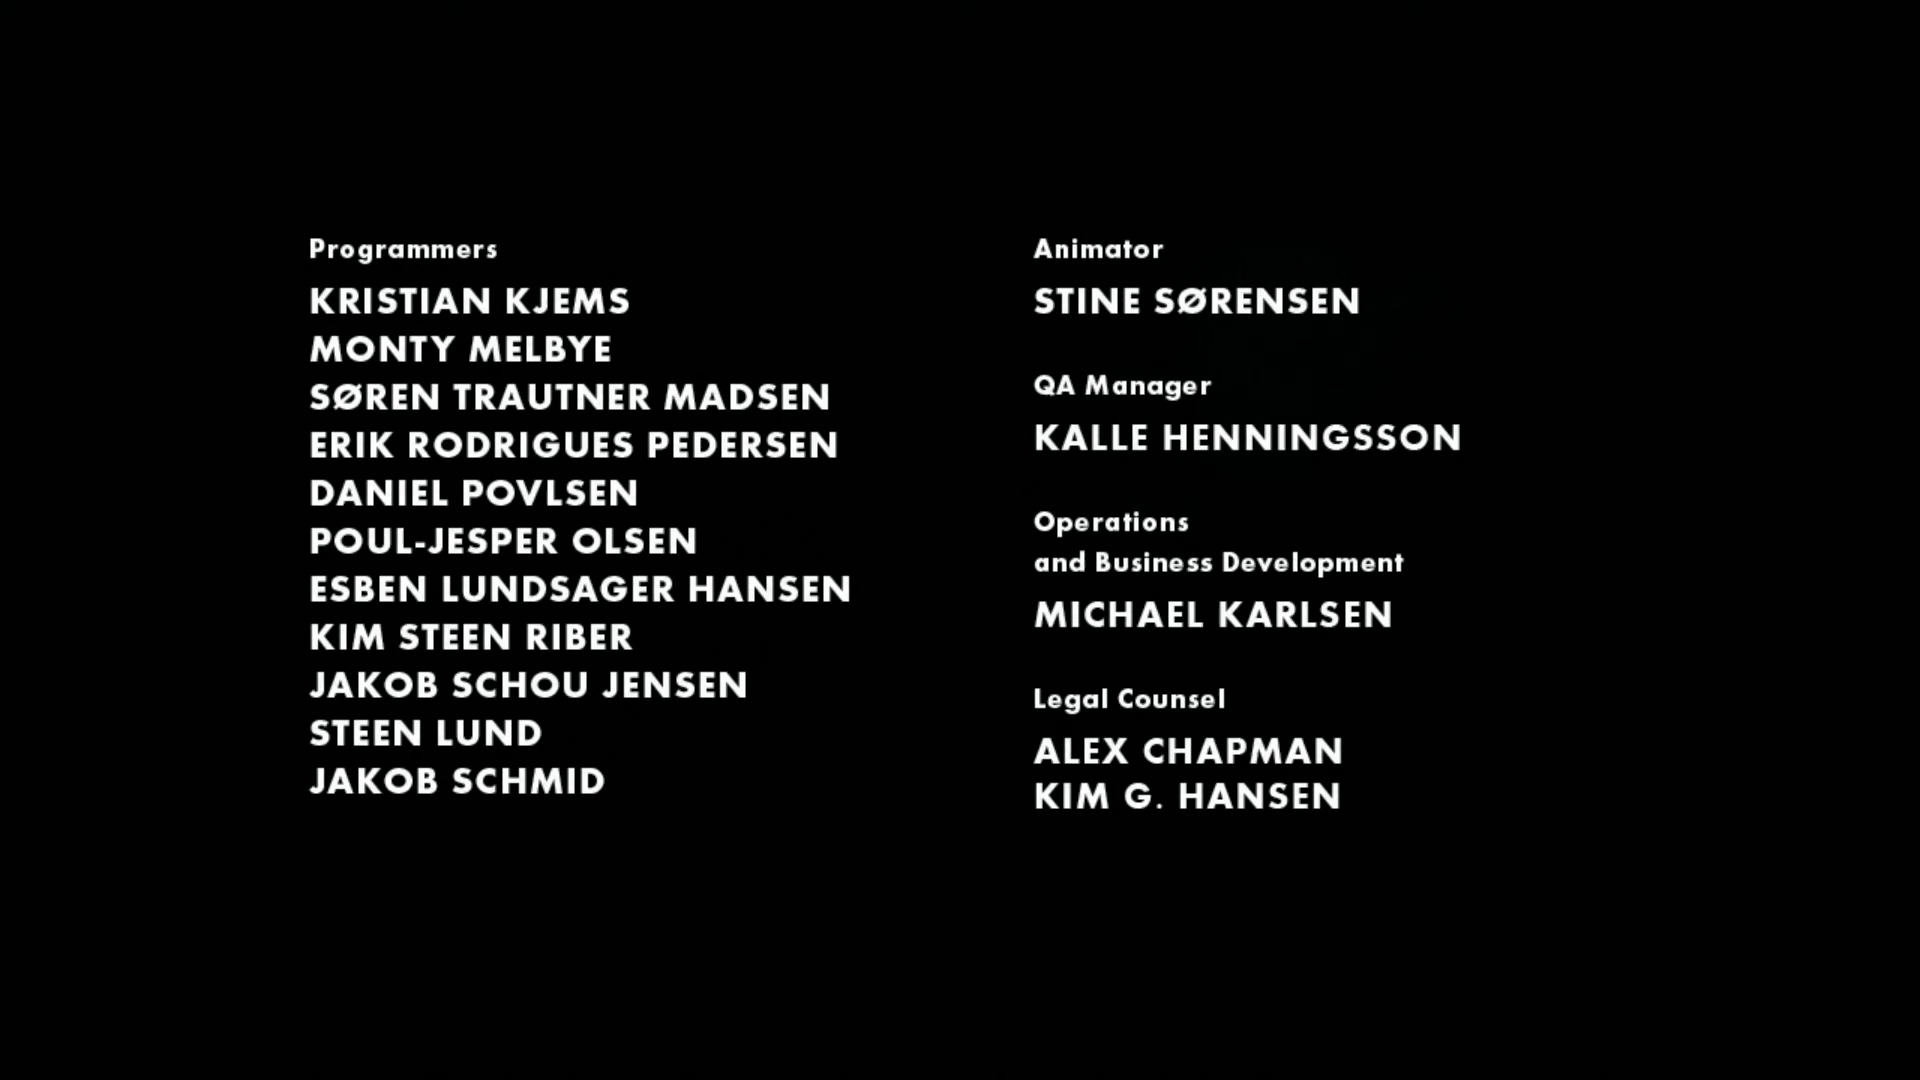 Programmers
KRISTIAN KJEMS
MONTY MELBYE
SØREN TRAUTNER MADSEN
ERIK RODRIGUES PEDERSEN
DANIEL POVLSEN
POUL-JESPER OLSEN
ESBEN LUNDSAGER HANSEN
KIM STEEN RIBER
JAKOB SCHOU JENSEN
STEEN LUND
JAKOB SCHMID
Animator
STINE SØRENSEN
QA Manager
KALLE HENNINGSSON
Operations
and Business Development
MICHAEL KARLSEN
Legal Counsel
ALEX CHAPMAN
KIM G. HANSEN